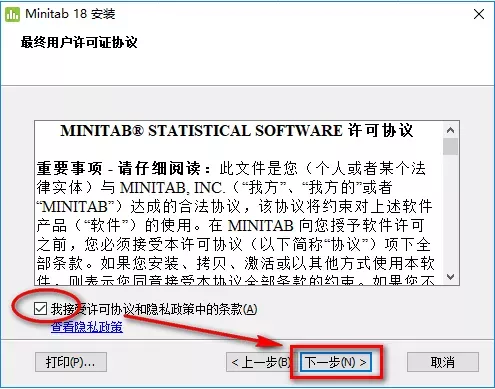 Minitab 18 安装
最终用户许可证协议
MINITAB® STATISTICAL SOFTWARE 许可协议
重要事项 - 请仔细阅读：此文件是您（个人或者某个法
律实体）与 MINITAB, INC.（“我方”、“我方的”或者
“MINITAB”）达成的合法协议，该协议将约束对上述软件
产品（“软件”）的使用。在 MINITAB 向您授予软件许可
之前，您必须接受本许可协议（以下简称“协议”）项下全
部条款。如果您安装、拷贝、激活或以其他方式使用本软
件，则表示您同意接受本协议全部条款的约束。如果您不
我接受许可协议和隐私政策中的条款(A)
查看隐私政策
打印(P)...
< 上一步(B)
下一步(N) >
取消